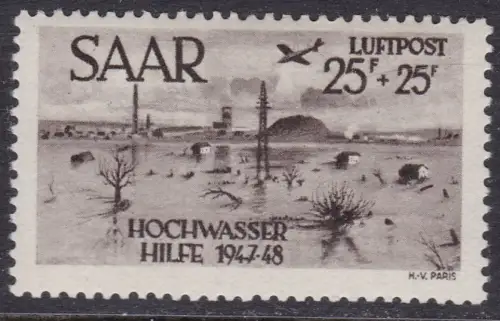 SAAR
LUFTPOST
25F + 25F
HOCHWASSER
HILFE 1947-48
H.-V. PARIS